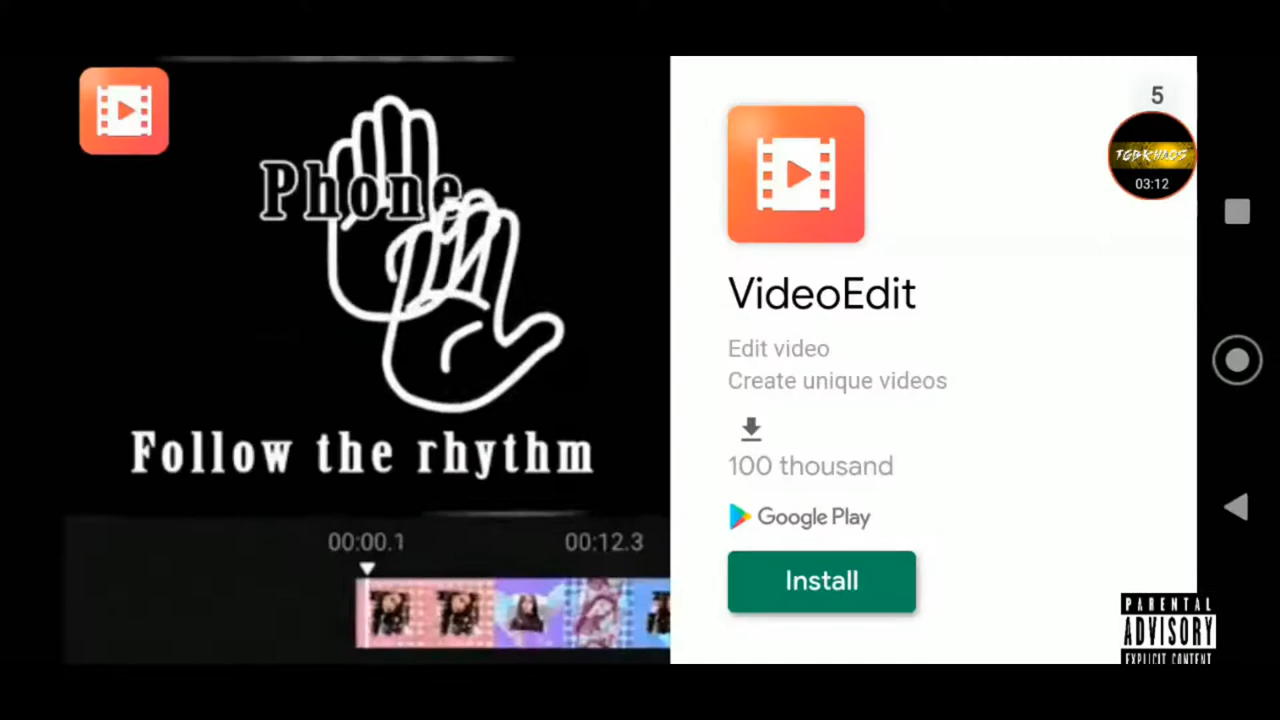 Phone
Follow the rhythm
00:00.1
00:12.3
5
TGBKHAOS
03:12
VideoEdit
Edit video
Create unique videos
100 thousand
Google Play
Install
PARENTAL
ADVISORY
EXPLICIT CONTENT